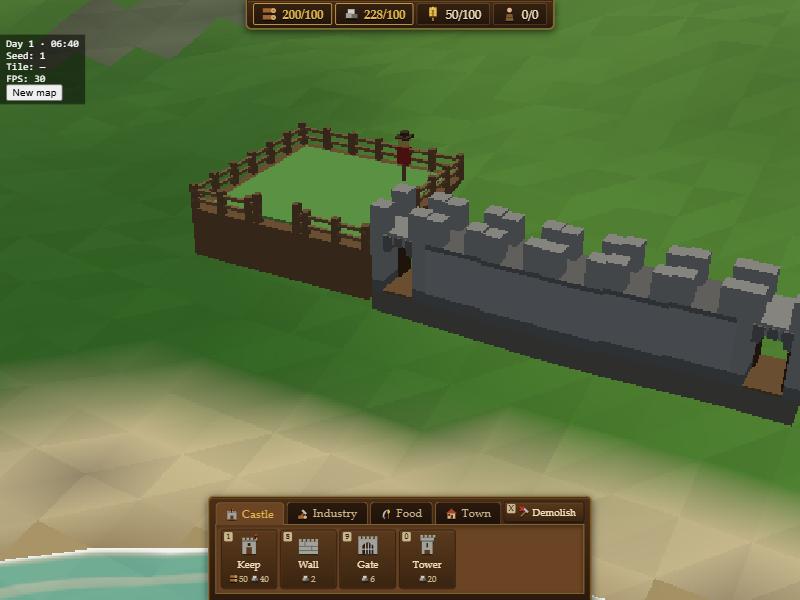 200/100 228/100 50/100 0/0
Day 1 · 06:40
Seed: 1
Tile: —
FPS: 30
New map
Castle Industry Food Town X Demolish
1 8 9 0
Keep Wall Gate Tower
50 40 2 6 20